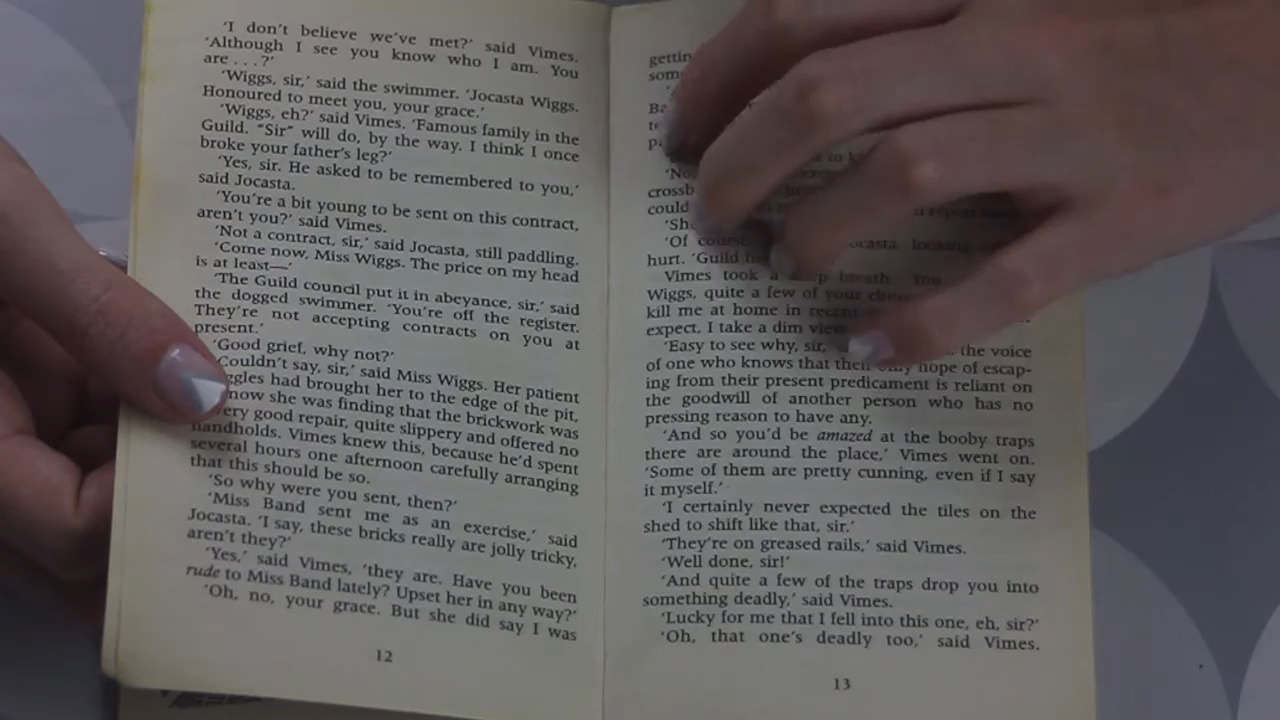 'I don't believe we've met?' said Vimes.
'Although I see you know who I am. You
are . . .?'
'Wiggs, sir,' said the swimmer. 'Jocasta Wiggs.
Honoured to meet you, your grace.'
'Wiggs, eh?' said Vimes. 'Famous family in the
Guild. "Sir" will do, by the way. I think I once
broke your father's leg?'
'Yes, sir. He asked to be remembered to you,'
said Jocasta.
'You're a bit young to be sent on this contract,
aren't you?' said Vimes.
'Not a contract, sir,' said Jocasta, still paddling.
'Come now, Miss Wiggs. The price on my head
is at least—'
'The Guild council put it in abeyance, sir,' said
the dogged swimmer. 'You're off the register.
They're not accepting contracts on you at
present.'
'Good grief, why not?'
'Couldn't say, sir,' said Miss Wiggs. Her patient
had brought her to the edge of the pit,
now she was finding that the brickwork was
very good repair, quite slippery and offered no
handholds. Vimes knew this, because he'd spent
several hours one afternoon carefully arranging
that this should be so.
'So why were you sent, then?'
'Miss Band sent me as an exercise,' said
Jocasta. 'I say, these bricks really are jolly tricky,
aren't they?'
'Yes,' said Vimes, 'they are. Have you been
rude to Miss Band lately? Upset her in any way?'
'Oh, no, your grace. But she did say I was
12
could
'Of course
hurt. 'Guild
Vimes took a breath.
Wiggs, quite a few of your
kill me at home in
expect, I take a dim view
'Easy to see why, sir, the voice
of one who knows that their only hope of escap-
ing from their present predicament is reliant on
the goodwill of another person who has no
pressing reason to have any.
'And so you'd be amazed at the booby traps
there are around the place,' Vimes went on.
'Some of them are pretty cunning, even if I say
it myself.'
'I certainly never expected the tiles on the
shed to shift like that, sir.'
'They're on greased rails,' said Vimes.
'Well done, sir!'
'And quite a few of the traps drop you into
something deadly,' said Vimes.
'Lucky for me that I fell into this one, eh, sir?'
'Oh, that one's deadly too,' said Vimes.
13